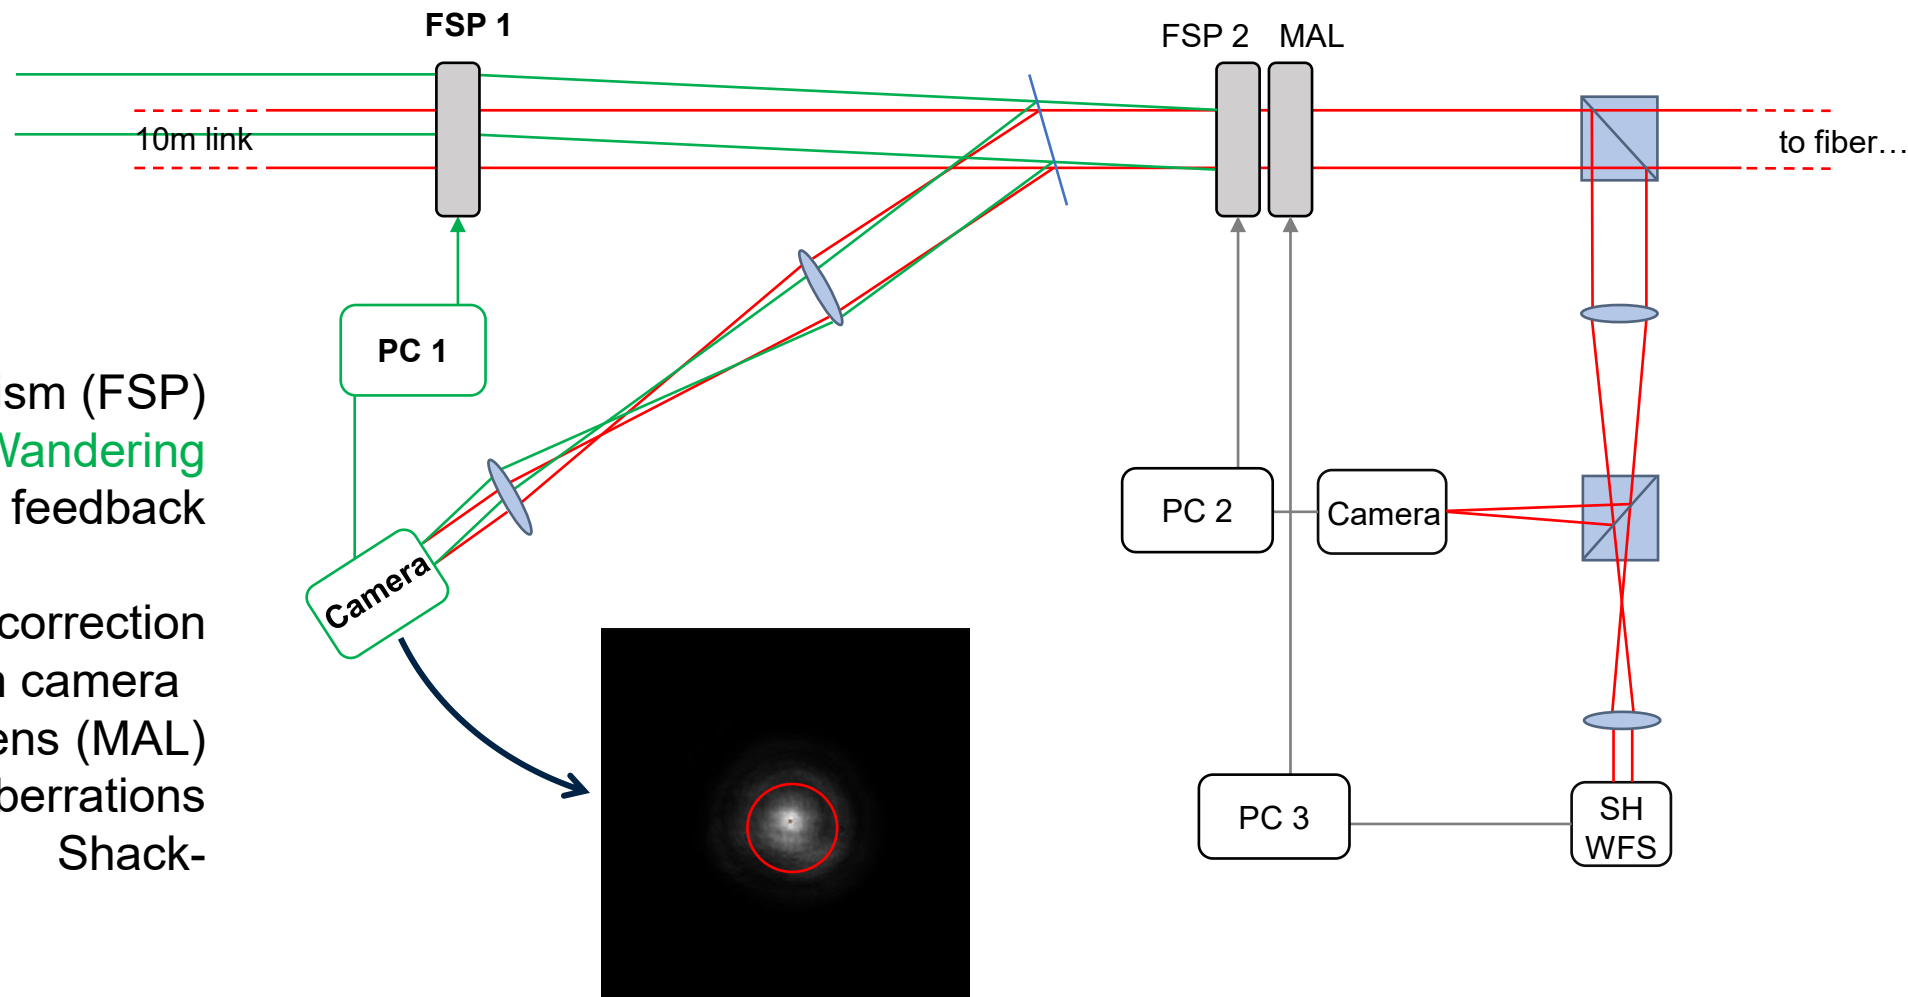 FSP 1
FSP 2
MAL
10m link
to fiber...
PC 1
ism (FSP)
Wandering
feedback
correction
camera
ens (MAL)
berrations
Shack-
Camera
PC 2
Camera
PC 3
SH
WFS